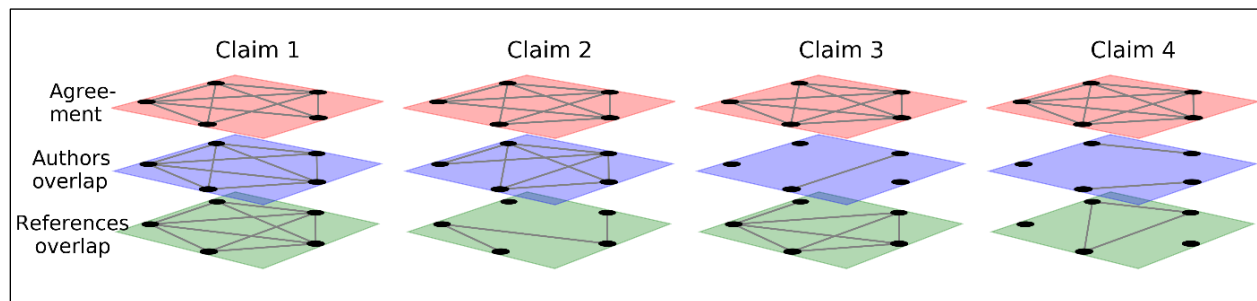 Claim 1 Claim 2 Claim 3 Claim 4
Agree-
ment
Authors
overlap
References
overlap